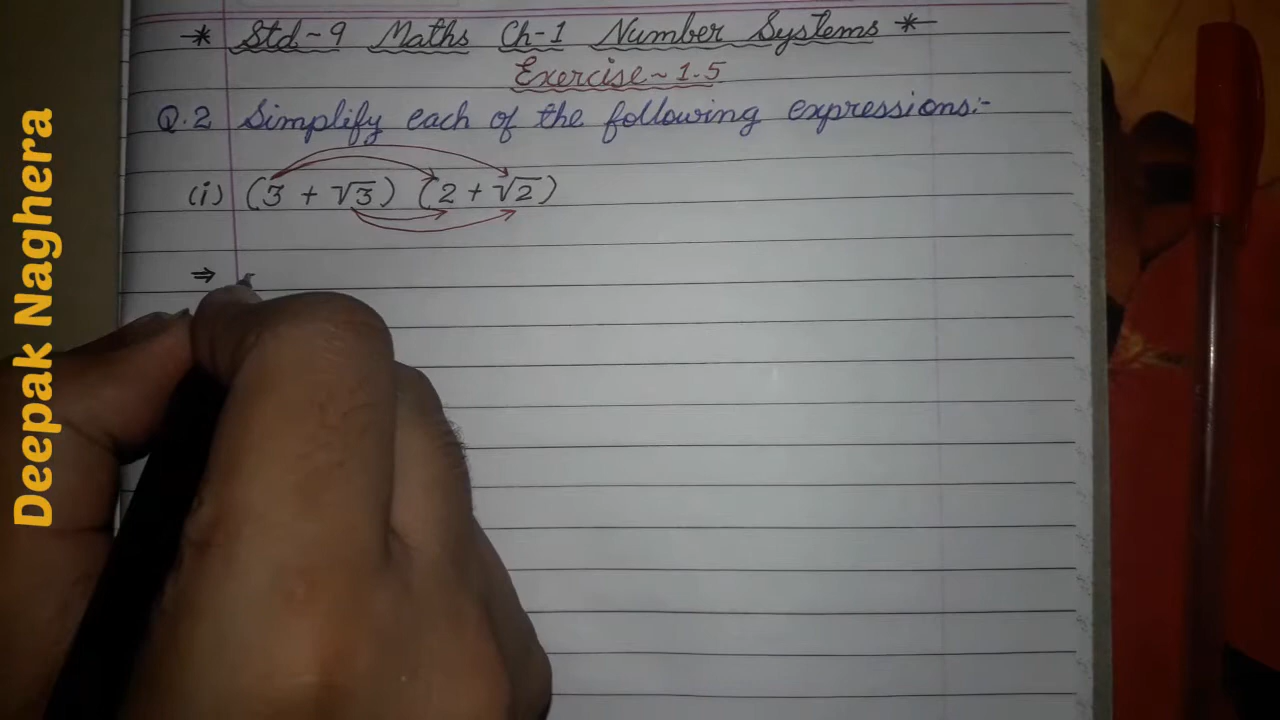 * Std-9 Maths Ch-1 Number Systems *
Exercise-1.5
Q.2 Simplify each of the following expressions:-
(i) (3 + √3) (2 + √2)
⇒
Deepak Naghera